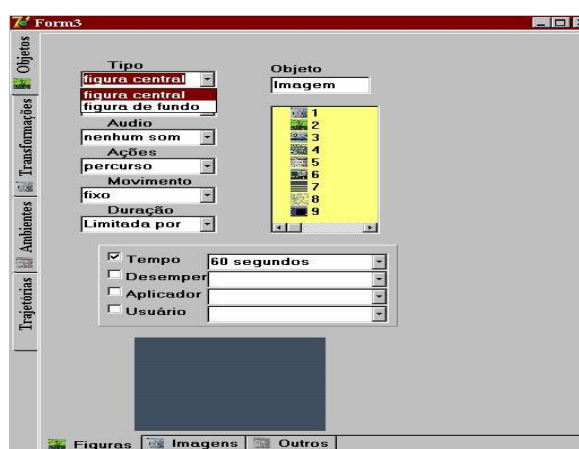 Form3
Objetos
Transformações
Ambientes
Trajetórias
Tipo
figura central
figura central
figura de fundo
Audio
nenhum som
Ações
percurso
Movimento
fixo
Duração
Limitada por
Objeto
Imagem
1
2
3
4
5
6
7
8
9
Tempo
60 segundos
Desemper
Aplicador
Usuário
Figuras
Imagens
Outros